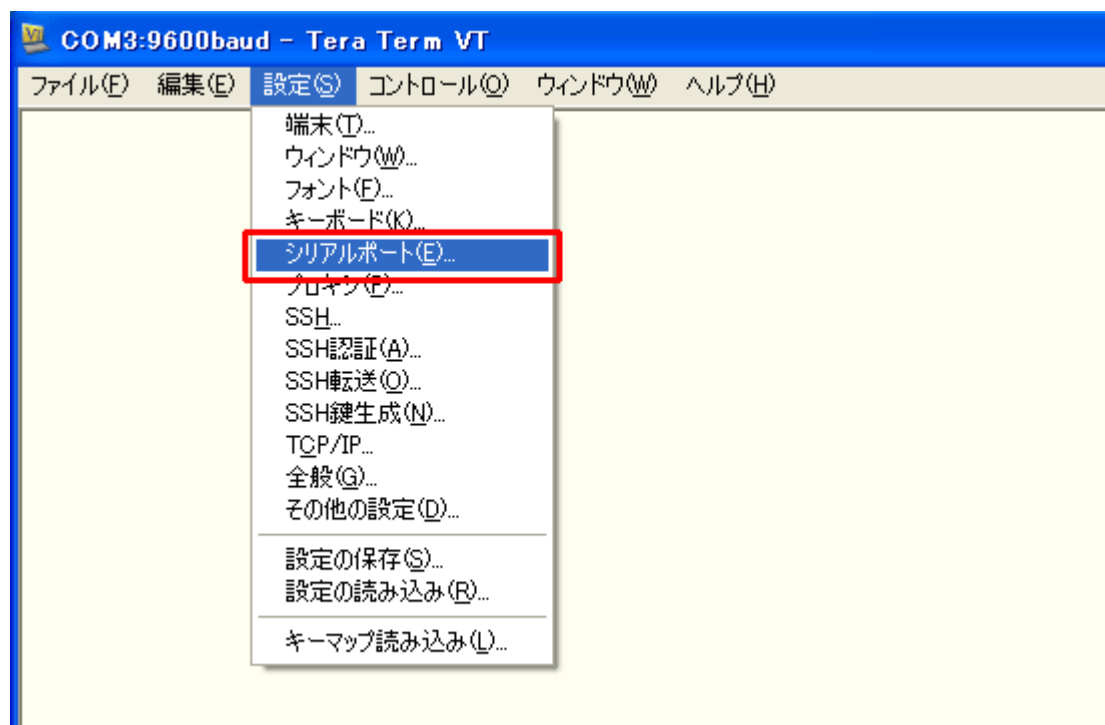 COM3:9600baud - Tera Term VT
ファイル(F) 編集(E) 設定(S) コントロール(O) ウィンドウ(W) ヘルプ(H)
端末(T)...
ウィンドウ(W)...
フォント(F)...
キーボード(K)...
シリアルポート(E)...
プロキシ(P)...
SSH...
SSH認証(A)...
SSH転送(O)...
SSH鍵生成(N)...
TCP/IP...
全般(G)...
その他の設定(D)...
設定の保存(S)...
設定の読み込み(R)...
キーマップ読み込み(L)...